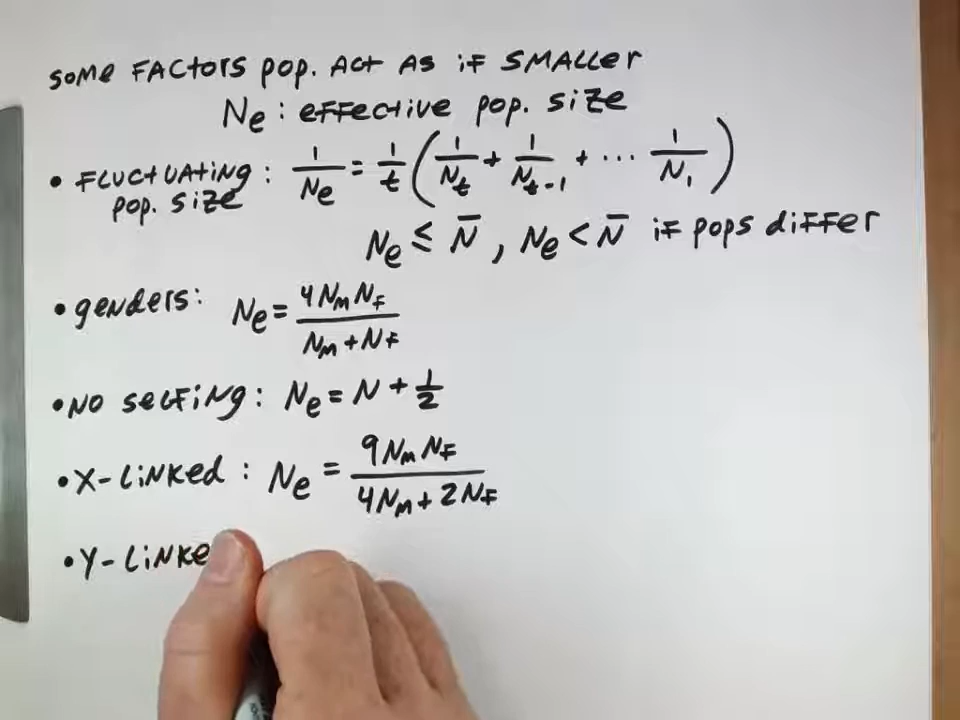 SOME FACTORS POP. ACT AS IF SMALLER
Ne : EFFECTIVE POP. SIZE
• FLUCTUATING POP. SIZE : 1/Ne = 1/t ( 1/Nt + 1/Nt-1 + ... 1/N1 )
Ne ≤ N̄ , Ne < N̄ IF POPS DIFFER
• GENDERS: Ne = 4NmNF / Nm + NF
• NO SELFING: Ne = N + 1/2
• X-LINKED : Ne = 9NmNF / 4Nm + 2NF
• Y-LINKE